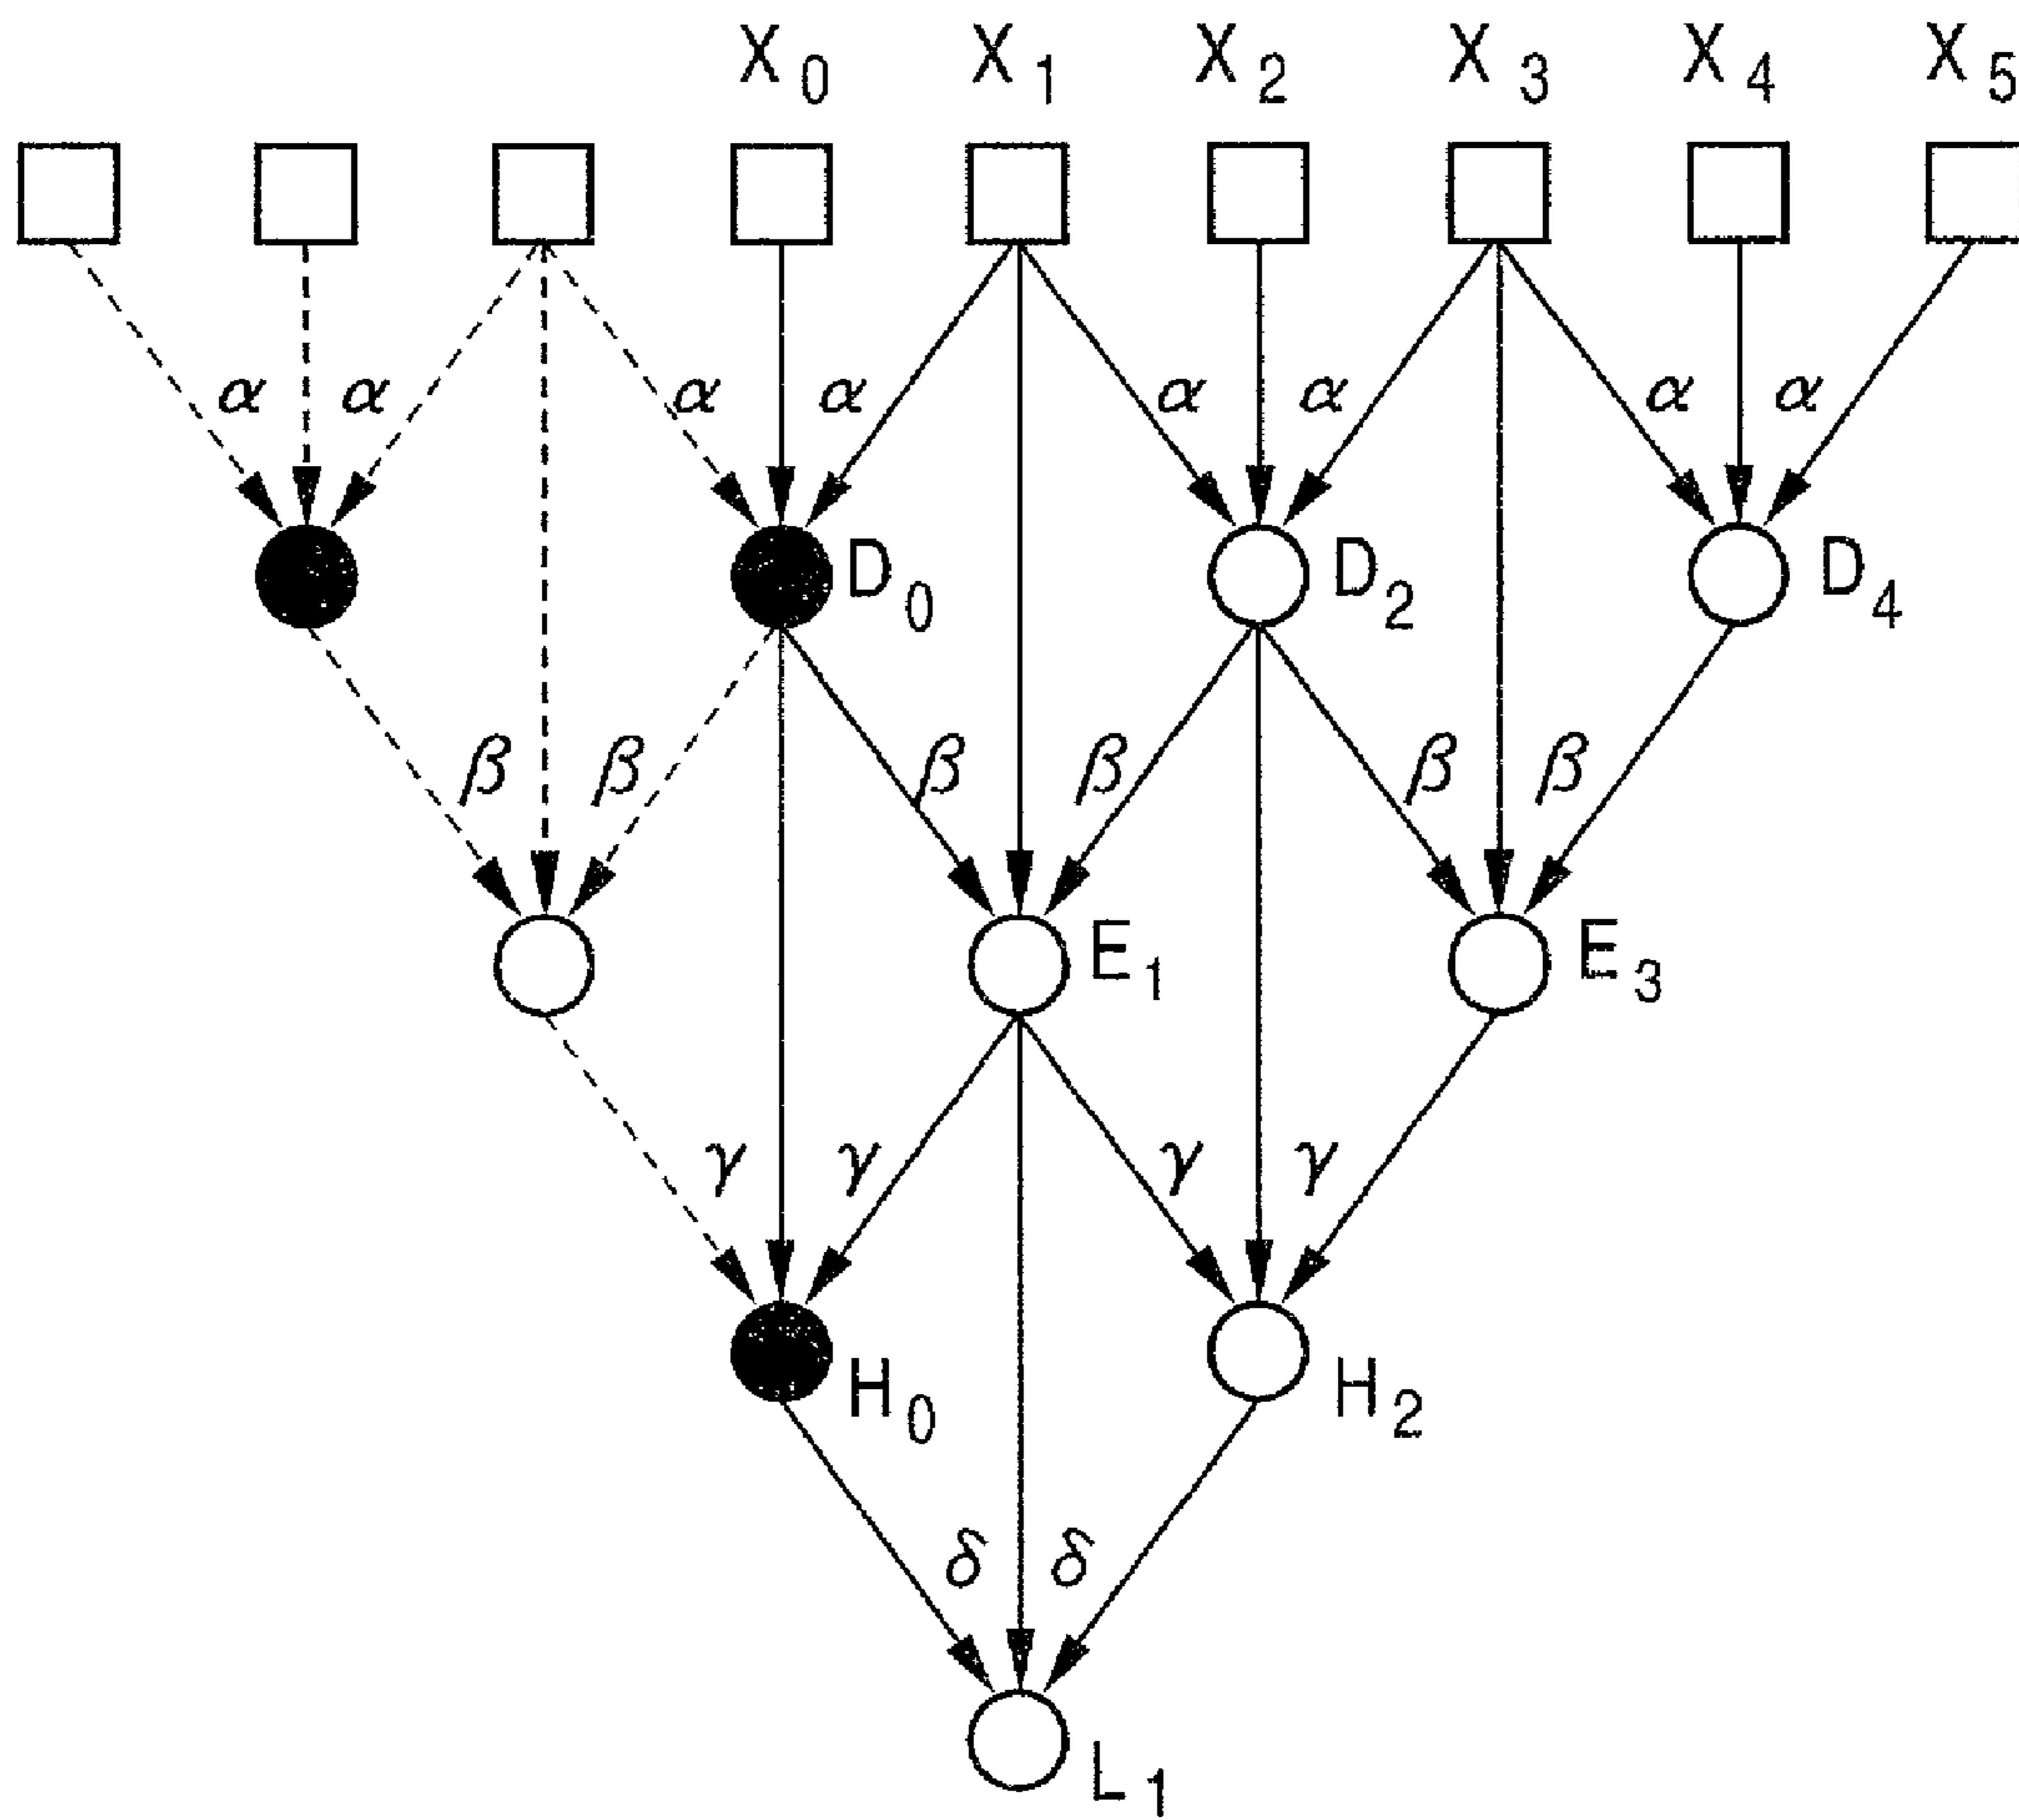 X0 X1 X2 X3 X4 X5
α α α α α α α α
D0 D2 D4
β β β β β β
E1 E3
γ γ γ γ
H0 H2
δ δ
L1